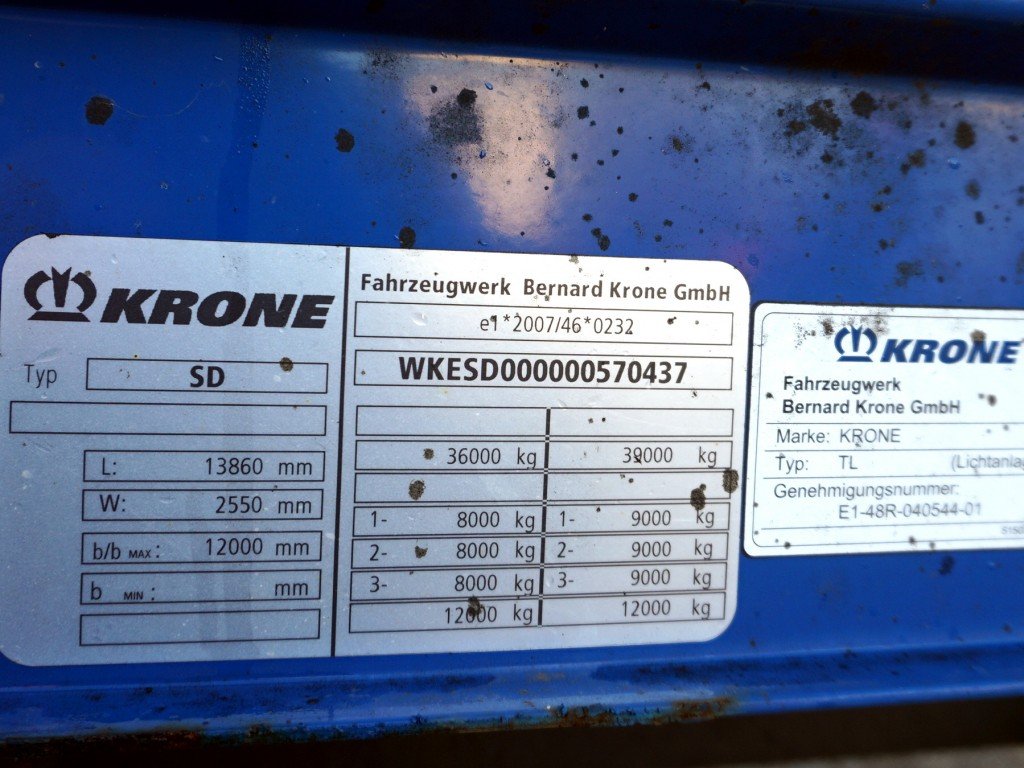 KRONE
Typ SD
L: 13860 mm
W: 2550 mm
b/b MAX: 12000 mm
b MIN: mm
Fahrzeugwerk Bernard Krone GmbH
e1*2007/46*0232
WKESD000000570437
36000 kg 39000 kg
1- 8000 kg 1- 9000 kg
2- 8000 kg 2- 9000 kg
3- 8000 kg 3- 9000 kg
12000 kg 12000 kg
KRONE
Fahrzeugwerk
Bernard Krone GmbH
Marke: KRONE
Typ: TL
Genehmigungsnummer:
E1-48R-040544-01